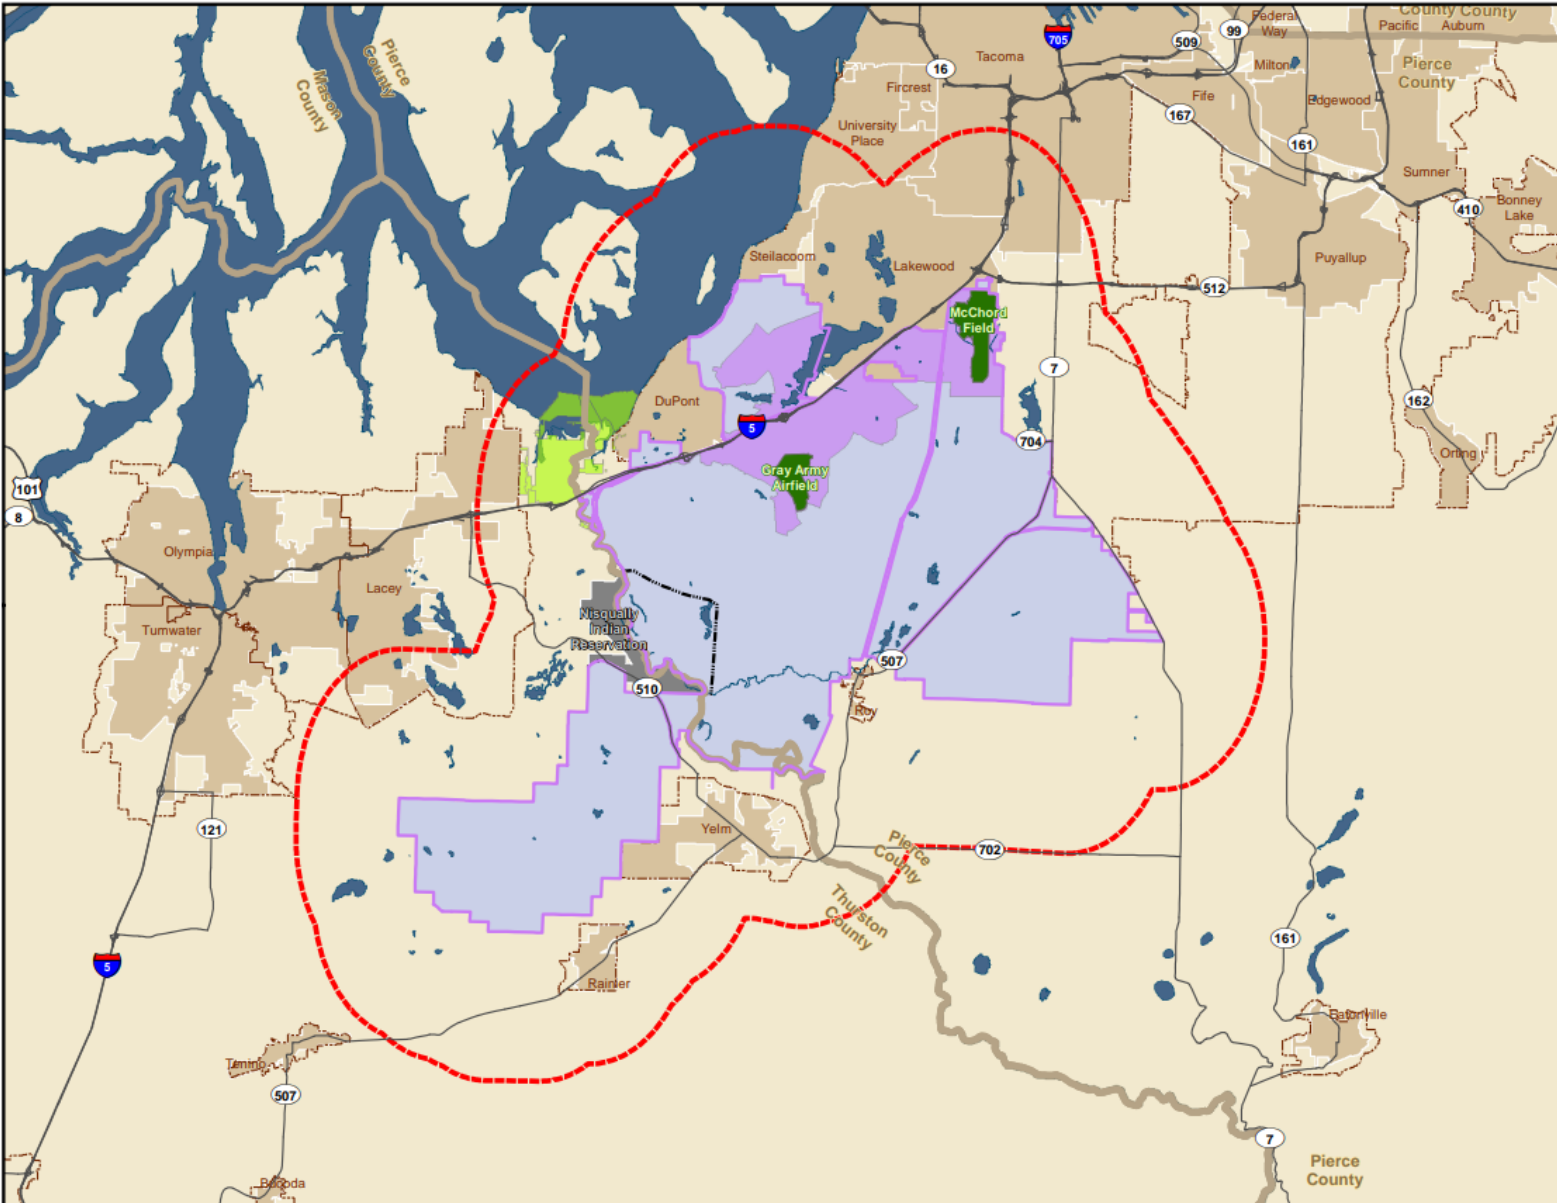 County County
Federal
Way
Pacific
Auburn
99
705
509
Pierce
County
Mason
County
Tacoma
16
Milton
Pierce
County
Fircrest
Fife
Edgewood
167
University
Place
161
Sumner
Bonney
Lake
410
Steilacoom
Lakewood
Puyallup
512
McChord
Field
7
DuPont
162
5
704
Orting
Gray Army
Airfield
101
8
Olympia
Lacey
Nisqually
Indian
Reservation
Tumwater
507
510
Roy
121
Yelm
702
Pierce
County
Thurston
County
161
5
Rainier
Eatonville
Tenino
507
7
Pierce
County
Bucoda